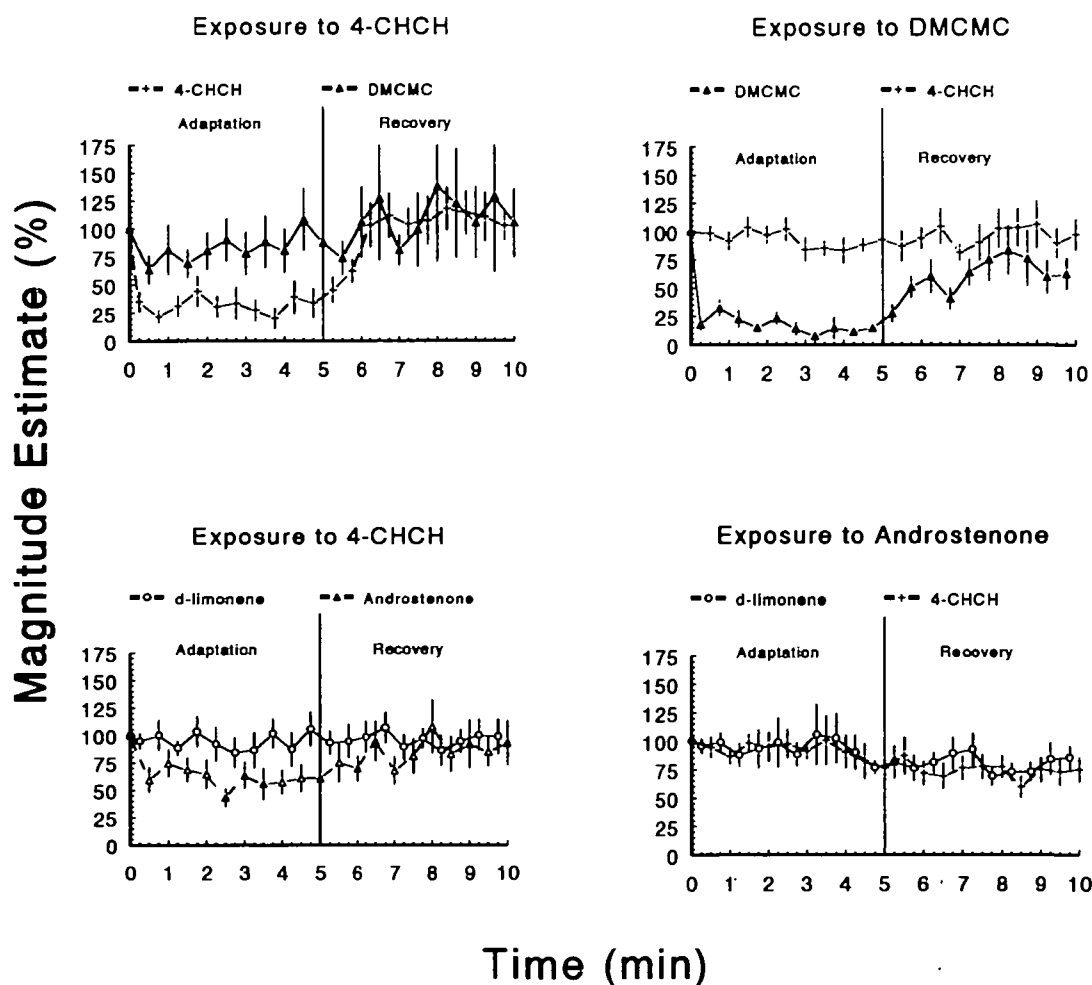 Exposure to 4-CHCH
4-CHCH DMCMC
Adaptation Recovery
175
150
125
100
75
50
25
0
0 1 2 3 4 5 6 7 8 9 10
Exposure to DMCMC
DMCMC 4-CHCH
Adaptation Recovery
175
150
125
100
75
50
25
0
0 1 2 3 4 5 6 7 8 9 10
Magnitude Estimate (%)
Exposure to 4-CHCH
d-limonene Androstenone
Adaptation Recovery
175
150
125
100
75
50
25
0
0 1 2 3 4 5 6 7 8 9 10
Exposure to Androstenone
d-limonene 4-CHCH
Adaptation Recovery
175
150
125
100
75
50
25
0
0 1 2 3 4 5 6 7 8 9 10
Time (min)